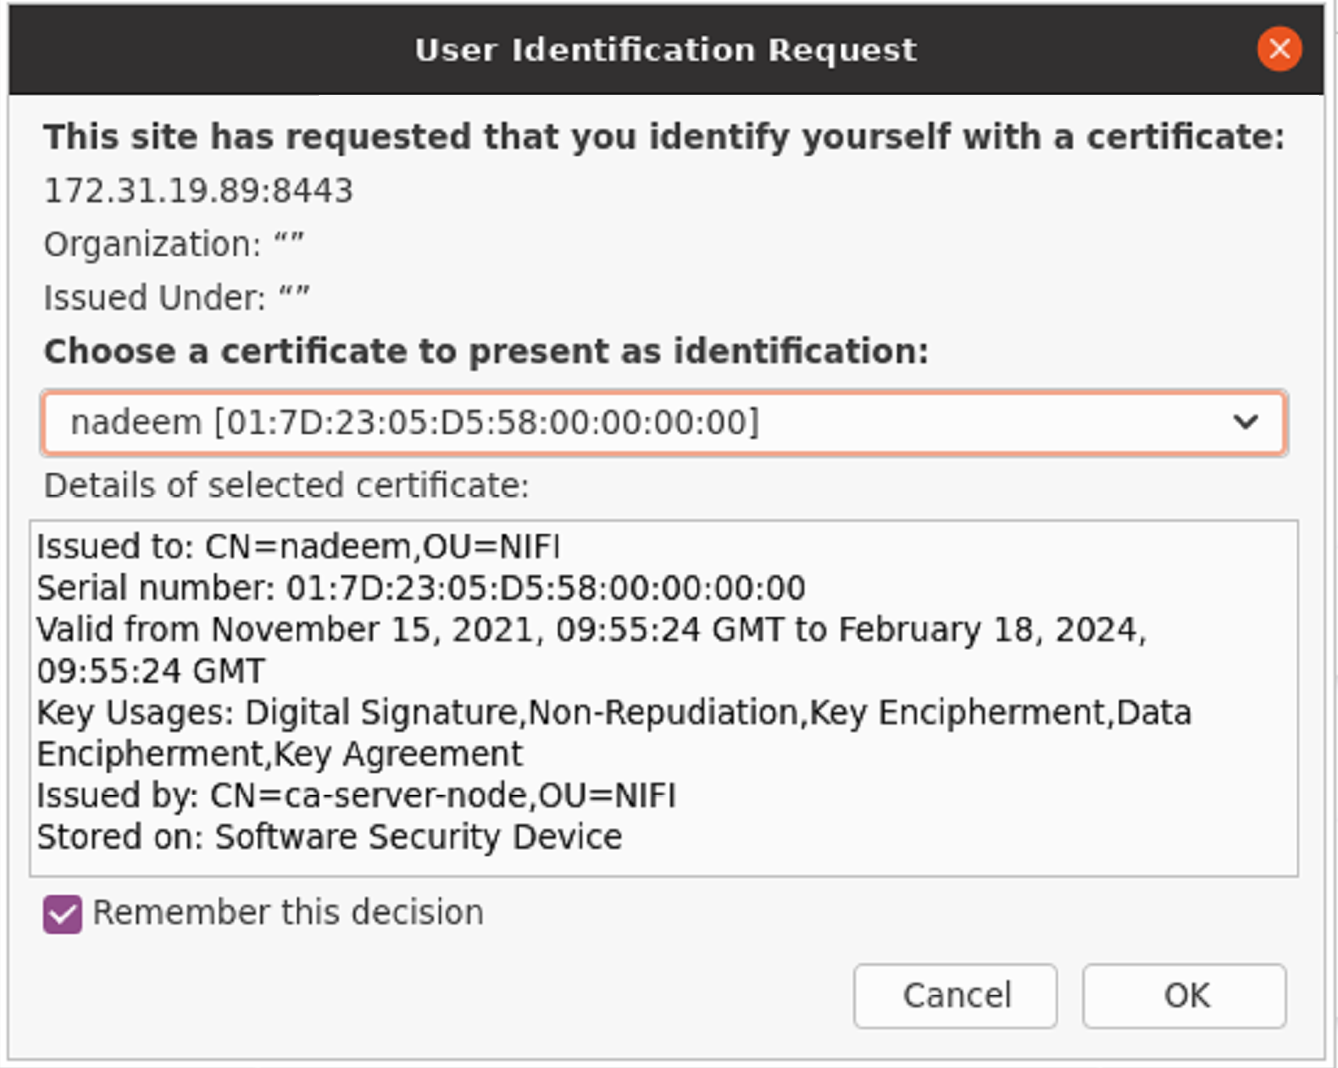 User Identification Request
This site has requested that you identify yourself with a certificate:
172.31.19.89:8443
Organization: “”
Issued Under: “”
Choose a certificate to present as identification:
nadeem [01:7D:23:05:D5:58:00:00:00:00]
Details of selected certificate:
Issued to: CN=nadeem,OU=NIFI
Serial number: 01:7D:23:05:D5:58:00:00:00:00
Valid from November 15, 2021, 09:55:24 GMT to February 18, 2024,
09:55:24 GMT
Key Usages: Digital Signature,Non-Repudiation,Key Encipherment,Data
Encipherment,Key Agreement
Issued by: CN=ca-server-node,OU=NIFI
Stored on: Software Security Device
Remember this decision
Cancel OK